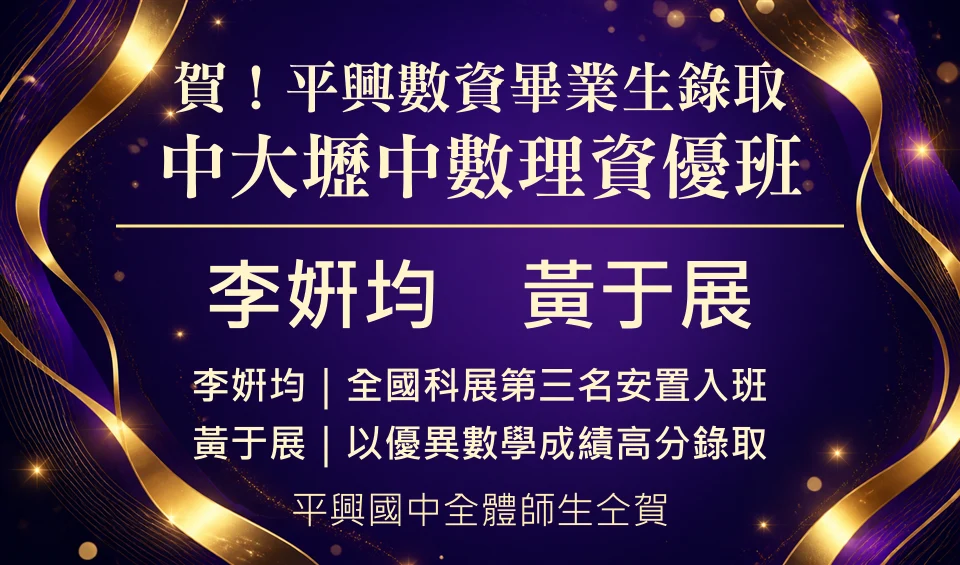 賀！平興數資畢業生錄取
中大壢中數理資優班
李妍均 黃于展
李妍均｜全國科展第三名安置入班
黃于展｜以優異數學成績高分錄取
平興國中全體師生仝賀